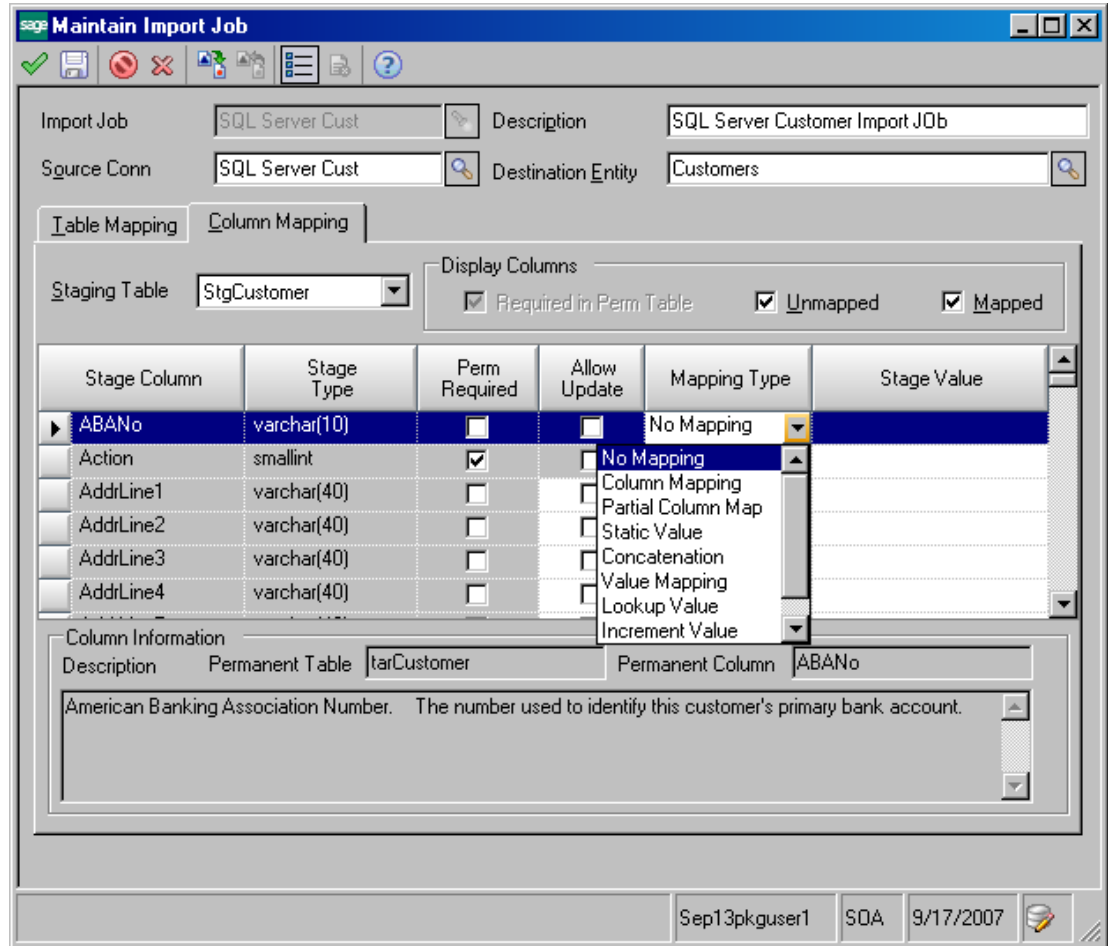 sage Maintain Import Job
Import Job SQL Server Cust Description SQL Server Customer Import JOb
Source Conn SQL Server Cust Destination Entity Customers
Table Mapping Column Mapping
Display Columns
Staging Table StgCustomer Required in Perm Table Unmapped Mapped
Stage Column Stage Type Perm Required Allow Update Mapping Type Stage Value
ABANo varchar(10) No Mapping
Action smallint No Mapping
Column Mapping
AddrLine1 varchar(40)
Partial Column Map
AddrLine2 varchar(40) Static Value
AddrLine3 varchar(40) Concatenation
Value Mapping
AddrLine4 varchar(40)
Lookup Value
Increment Value
Column Information
Description Permanent Table tarCustomer Permanent Column ABANo
American Banking Association Number. The number used to identify this customer's primary bank account.
Sep13pkguser1 SOA 9/17/2007